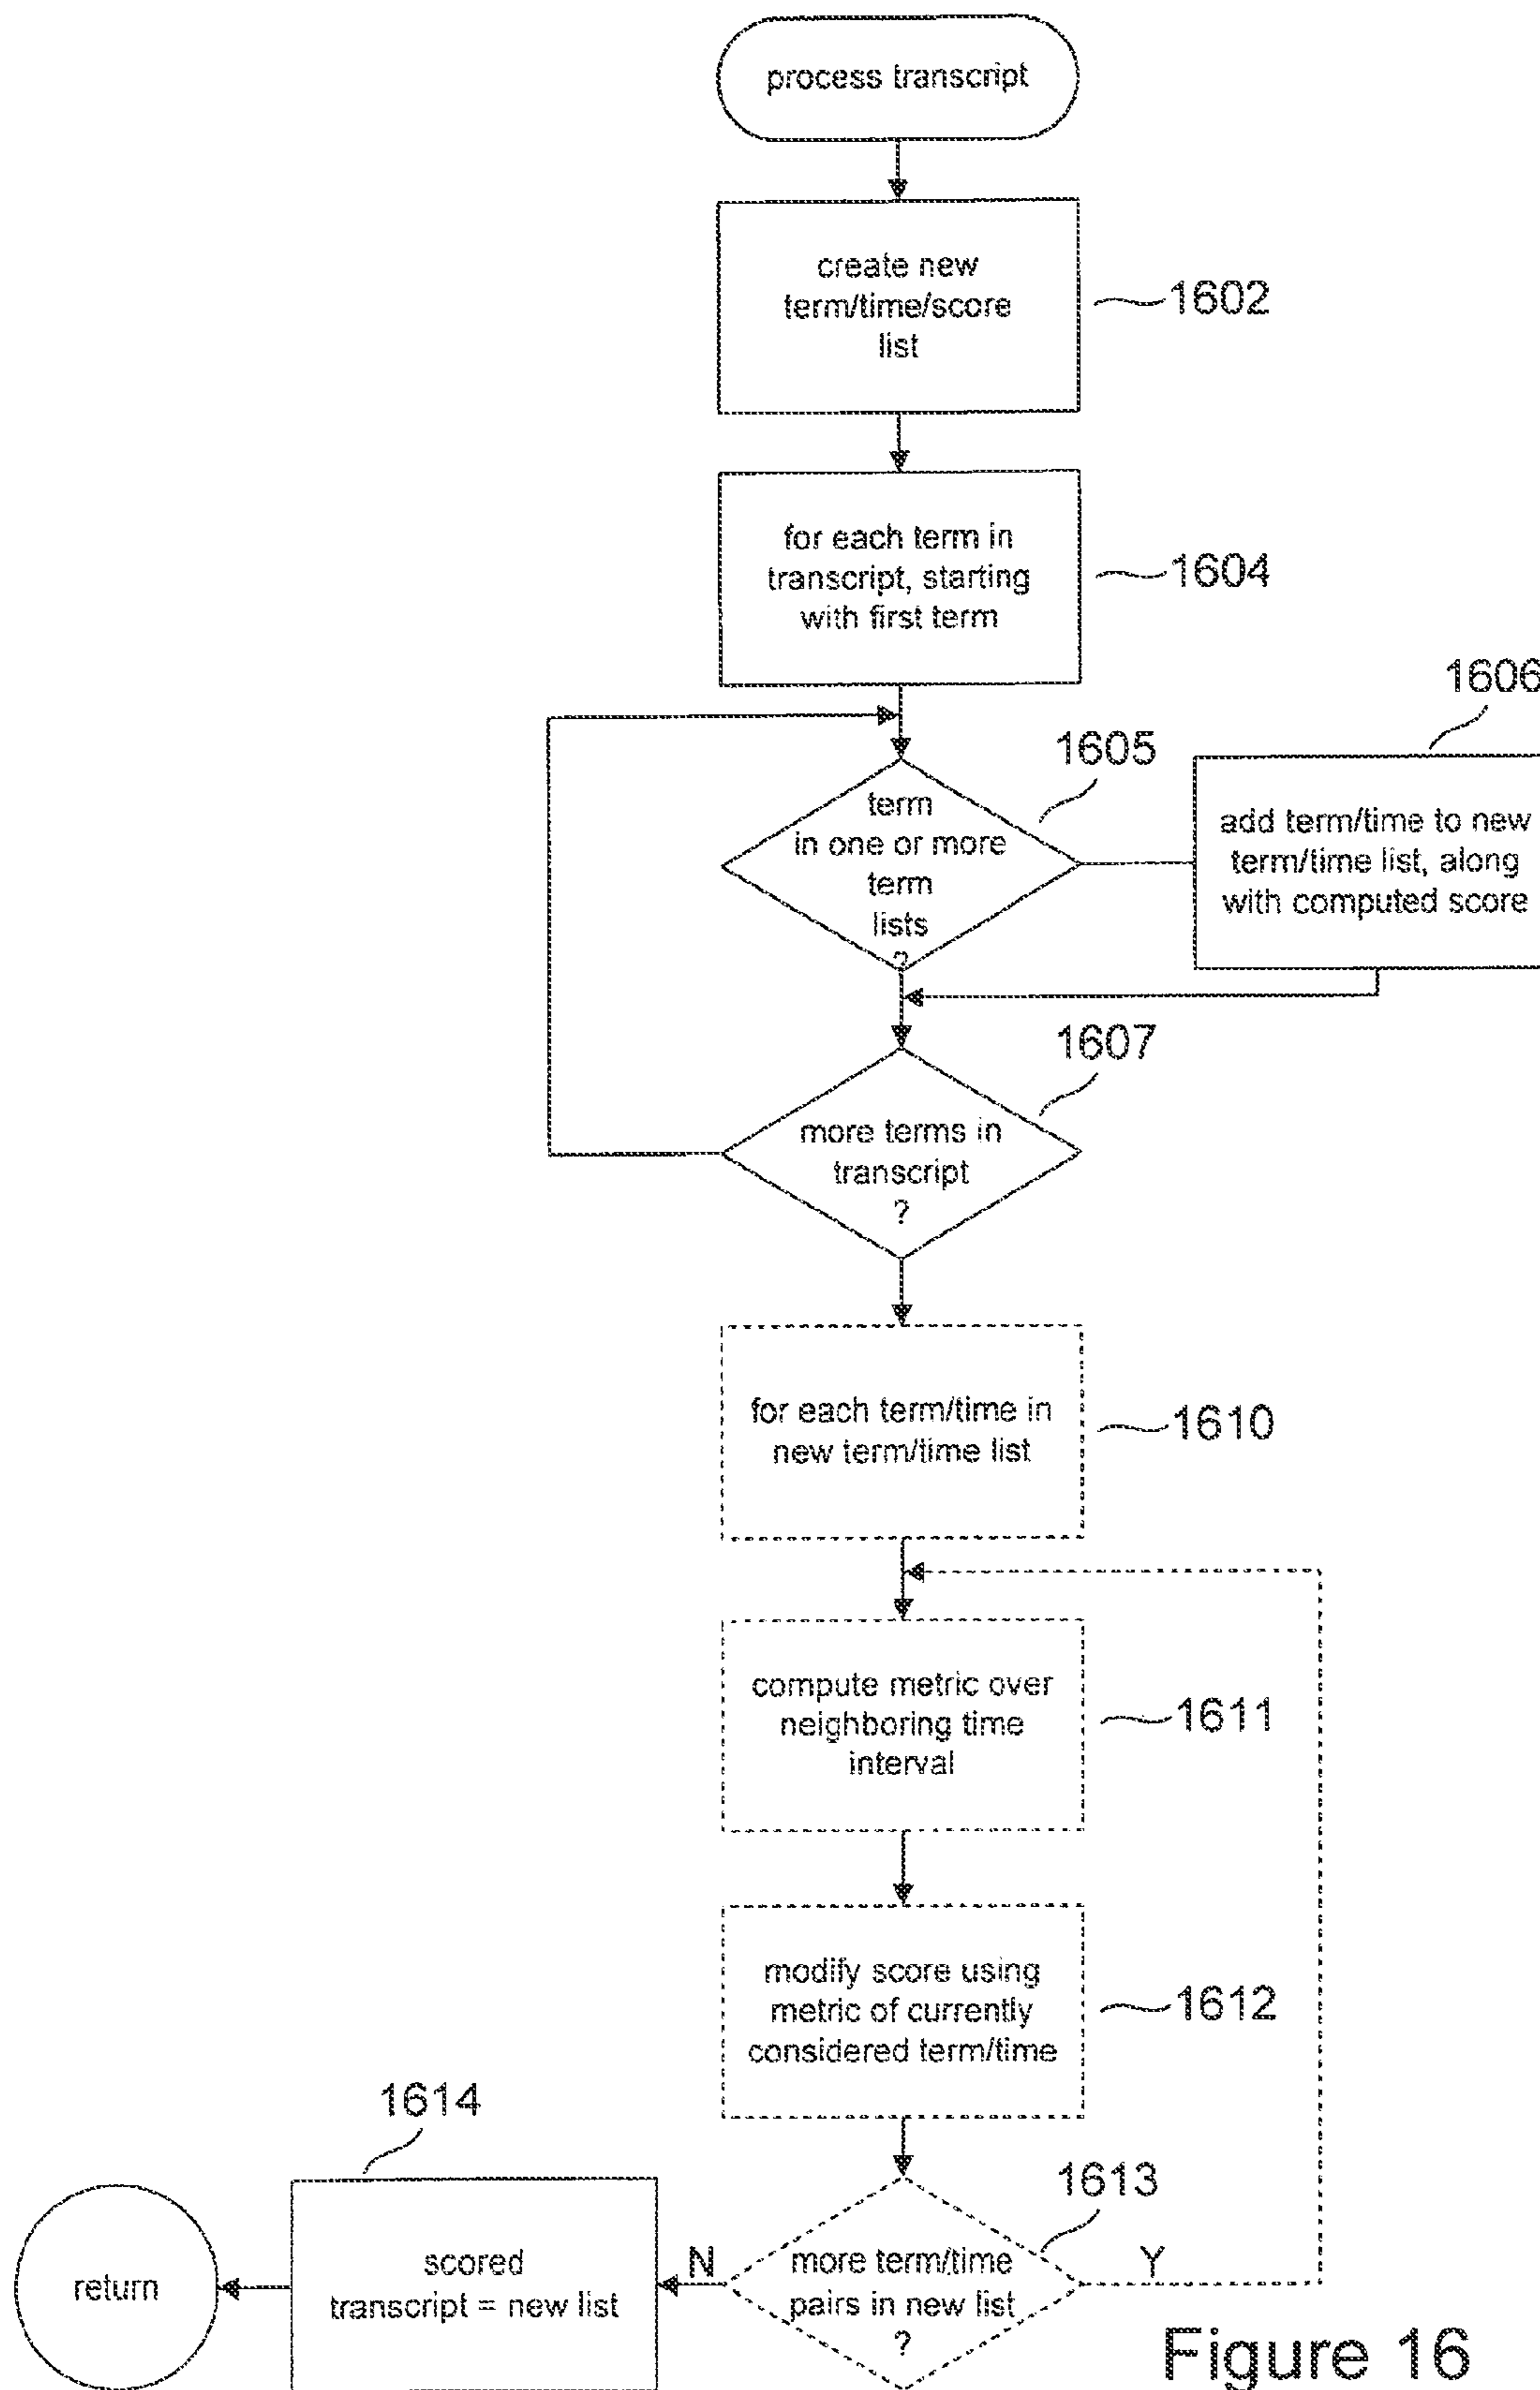 process transcript
create new
term/time/score
list
1602
for each term in
transcript, starting
with first term
1604
1606
1605
term
in one or more
term
lists
?
add term/time to new
term/time list, along
with computed score
1607
more terms in
transcript
?
for each term/time in
new term/time list
1610
compute metric over
neighboring time
interval
1611
modify score using
metric of currently
considered term/time
1612
1614
1613
return
scored
transcript = new list
N
more term/time
pairs in new list
?
Y
Figure 16